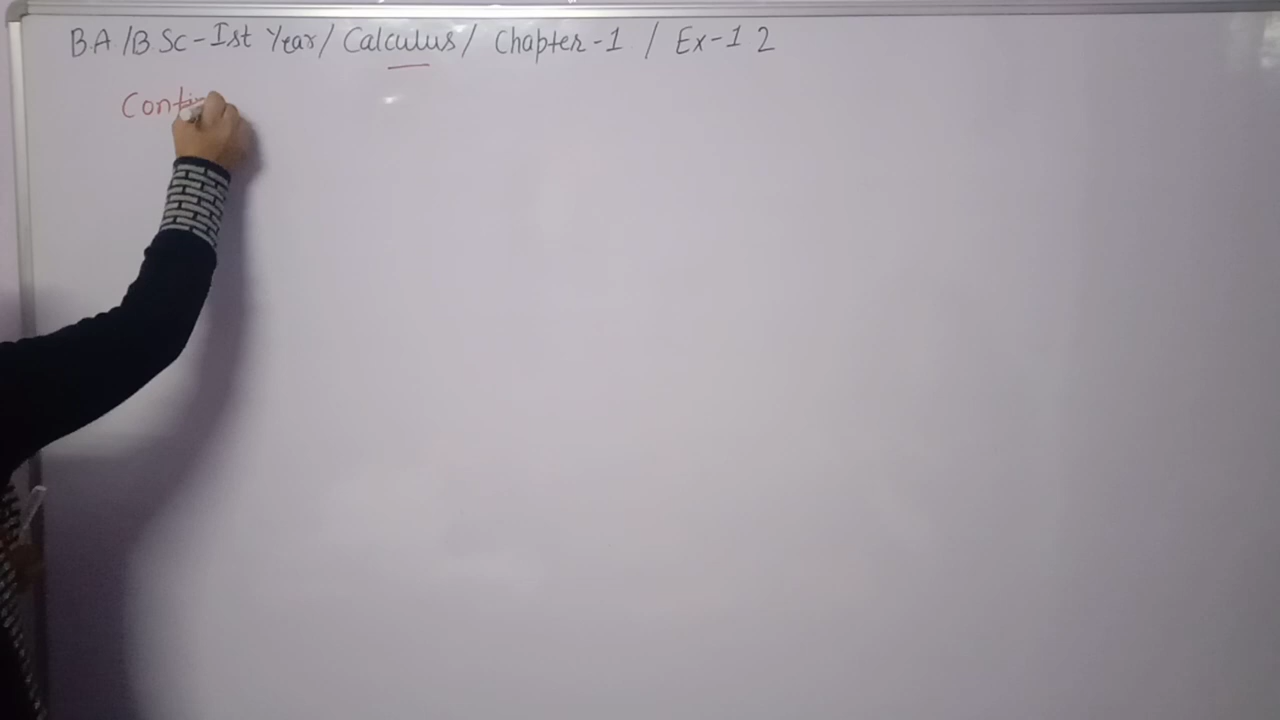 B.A/B Sc-Ist Year/ Calculus/ Chapter-1 / Ex-1 2
Conti